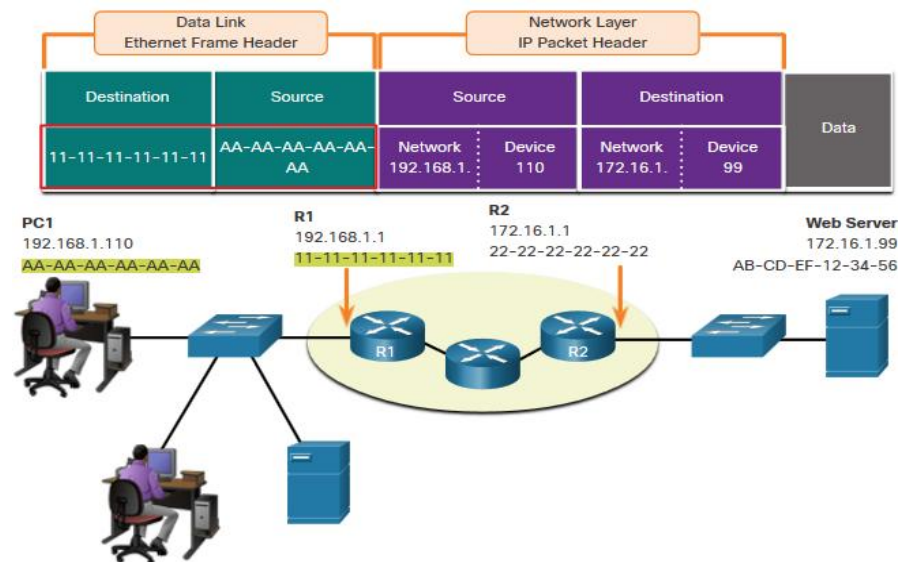 Data Link
Ethernet Frame Header
Network Layer
IP Packet Header
Destination
Source
Source
Destination
Data
11-11-11-11-11-11
AA-AA-AA-AA-AA-
AA
Network
192.168.1.
Device
110
Network
172.16.1.
Device
99
PC1
192.168.1.110
AA-AA-AA-AA-AA-AA
R1
192.168.1.1
11-11-11-11-11-11
R2
172.16.1.1
22-22-22-22-22-22
Web Server
172.16.1.99
AB-CD-EF-12-34-56
R1
R2